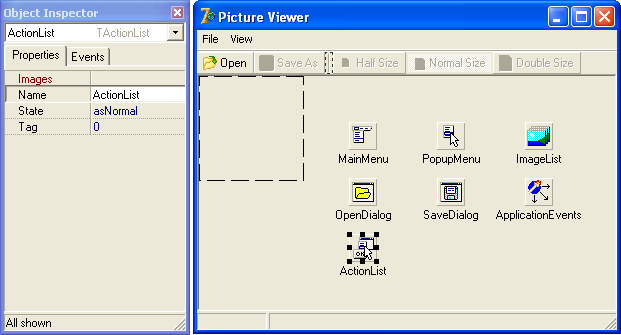 Object Inspector
ActionList TActionList
Properties Events
Images
Name ActionList
State asNormal
Tag 0
All shown
Picture Viewer
File View
Open Save As Half Size Normal Size Double Size
MainMenu PopupMenu ImageList
OpenDialog SaveDialog ApplicationEvents
ActionList